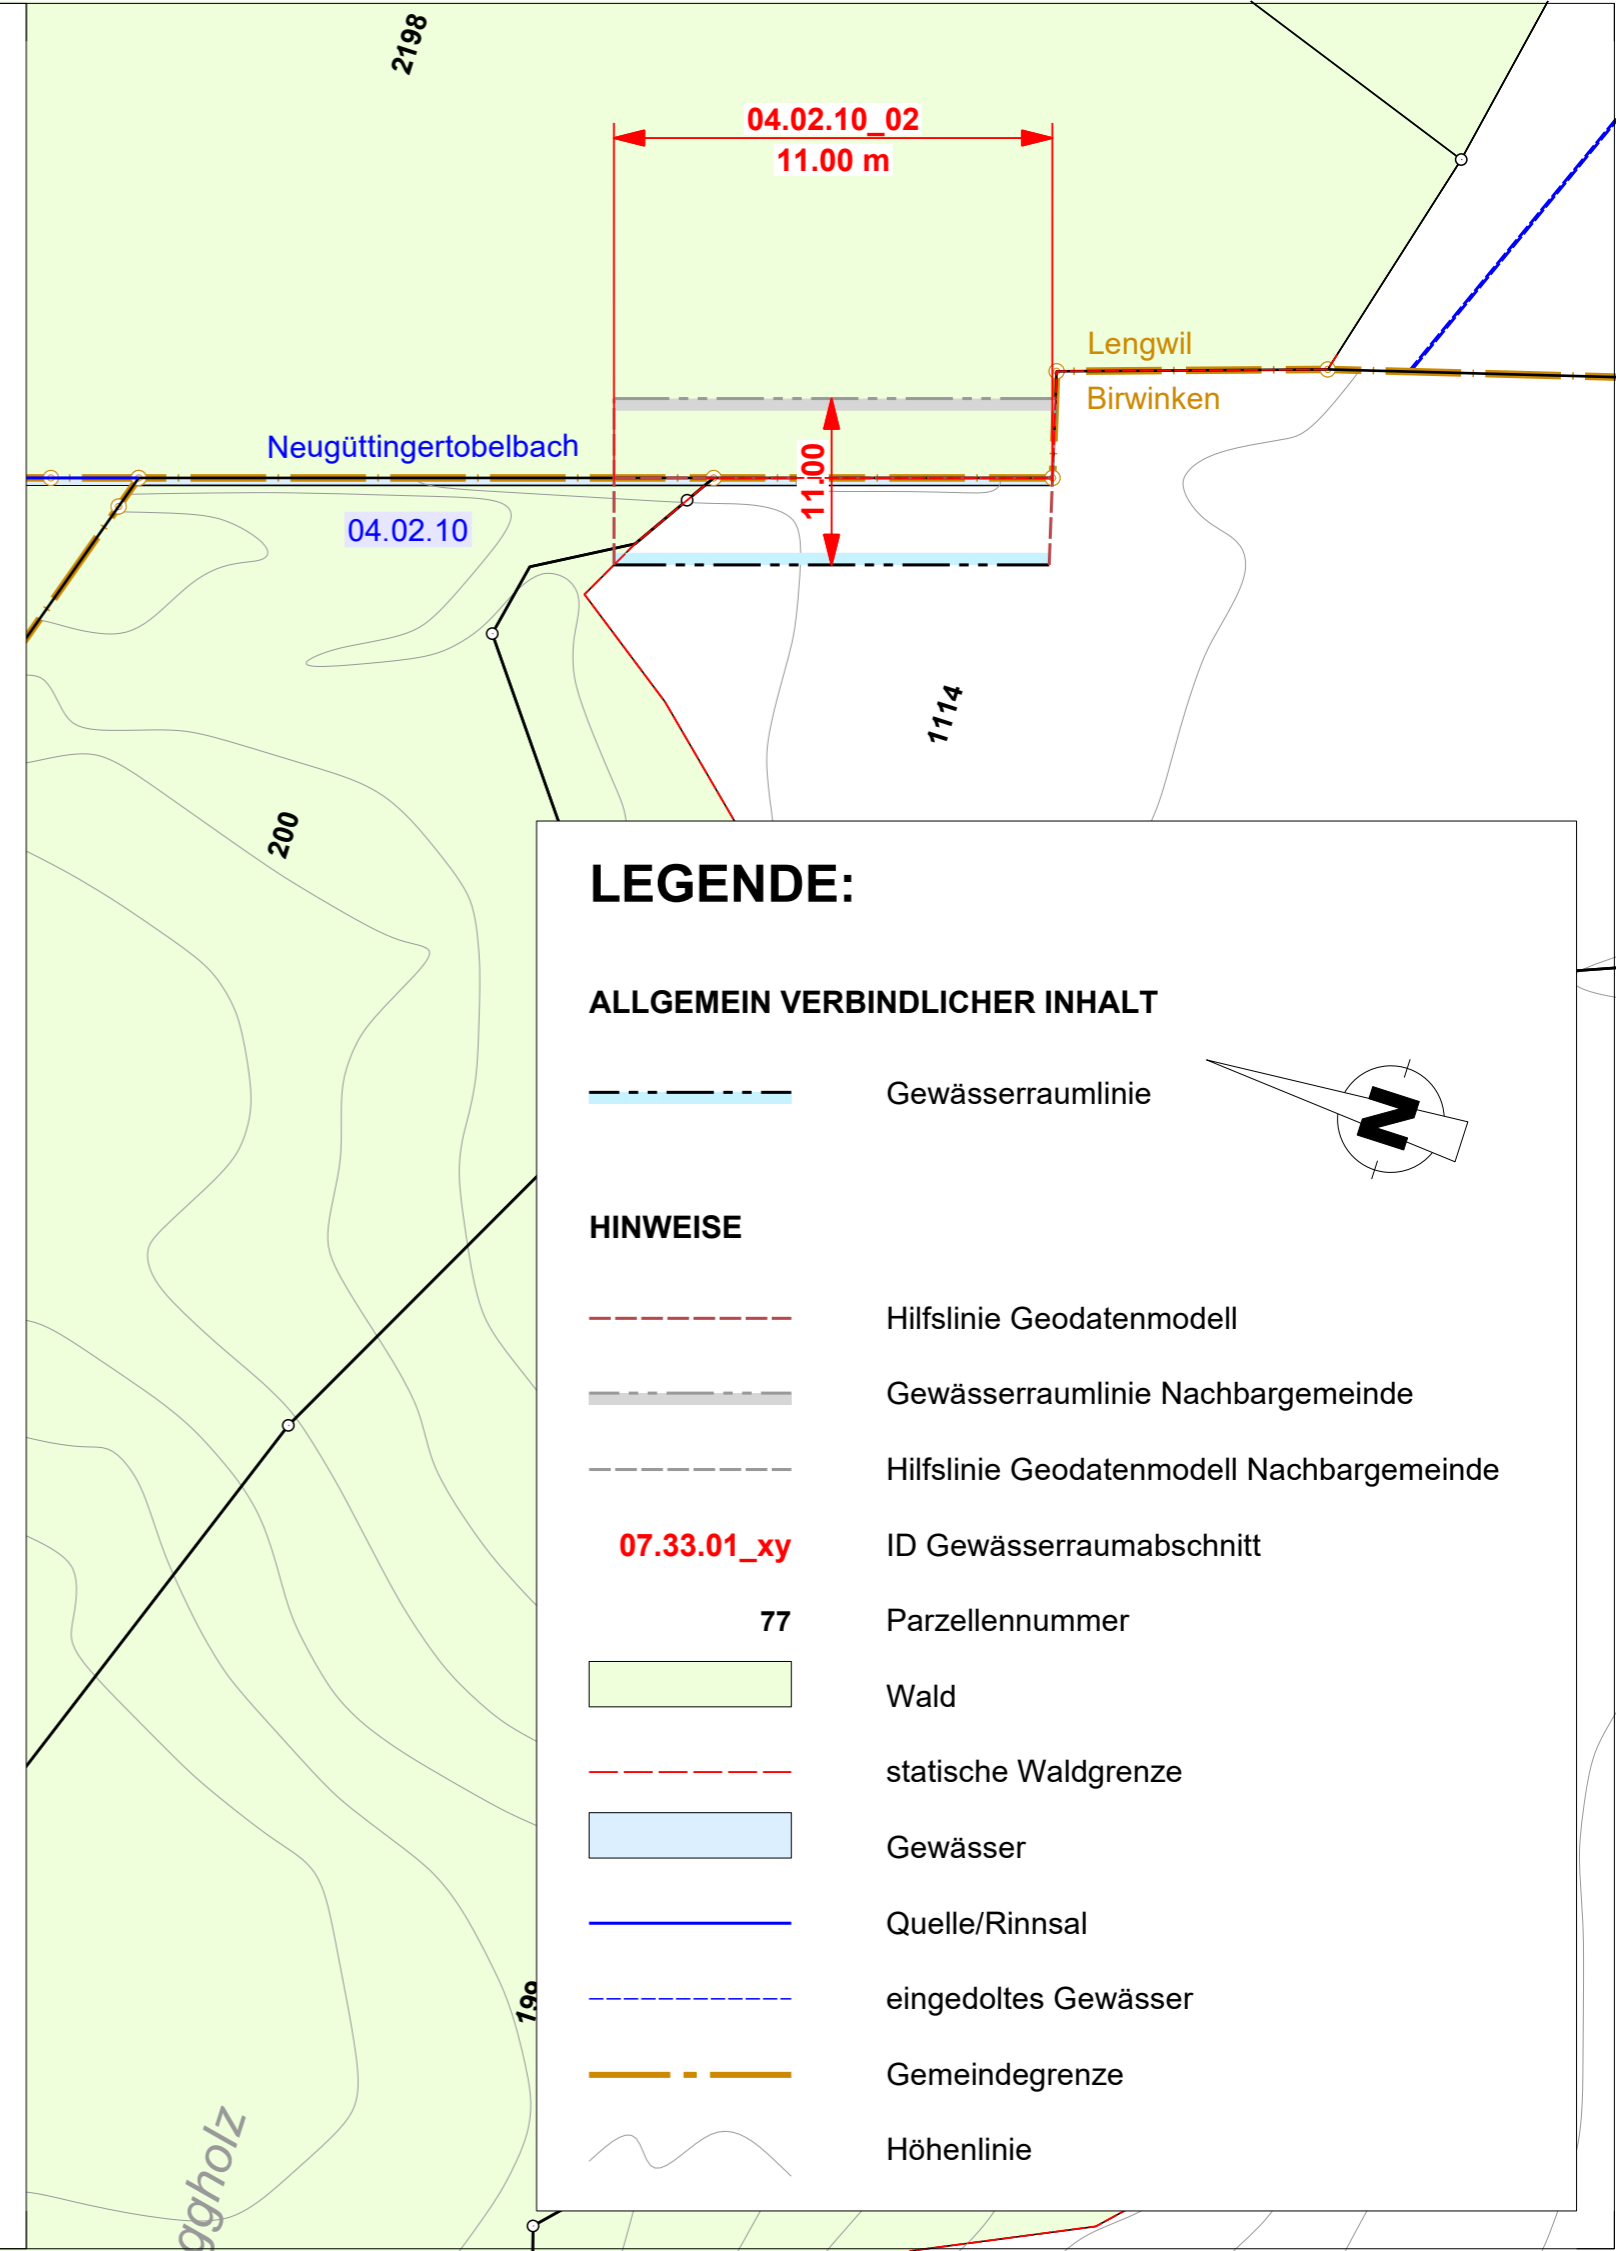 2198
04.02.10_02
11.00 m
Lengwil
Birwinken
Neugüttingertobelbach
11.00
04.02.10
1114
200
LEGENDE:
ALLGEMEIN VERBINDLICHER INHALT
Gewässerraumlinie
N
HINWEISE
Hilfslinie Geodatenmodell
Gewässerraumlinie Nachbargemeinde
Hilfslinie Geodatenmodell Nachbargemeinde
07.33.01_xy ID Gewässerraumabschnitt
77 Parzellennummer
Wald
statische Waldgrenze
Gewässer
Quelle/Rinnsal
199
eingedoltes Gewässer
Gemeindegrenze
Höhenlinie
ggholz